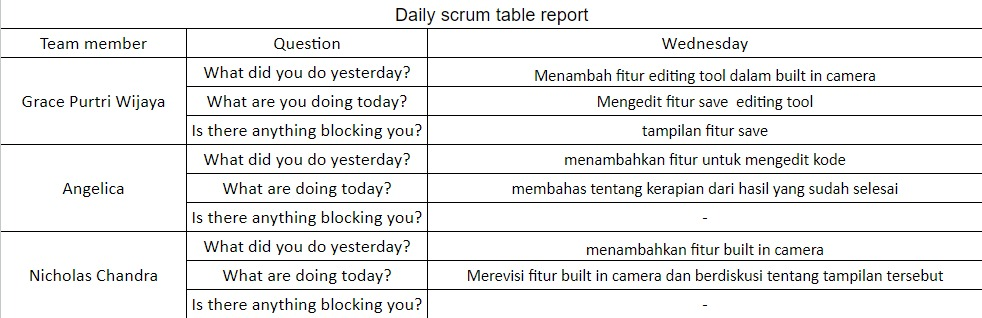 Daily scrum table report
Team member Question Wednesday
Grace Purtri Wijaya
What did you do yesterday? Menambah fitur editing tool dalam built in camera
What are you doing today? Mengedit fitur save editing tool
Is there anything blocking you? tampilan fitur save
Angelica
What did you do yesterday? menambahkan fitur untuk mengedit kode
What are doing today? membahas tentang kerapian dari hasil yang sudah selesai
Is there anything blocking you? -
Nicholas Chandra
What did you do yesterday? menambahkan fitur built in camera
What are doing today? Merevisi fitur built in camera dan berdiskusi tentang tampilan tersebut
Is there anything blocking you? -